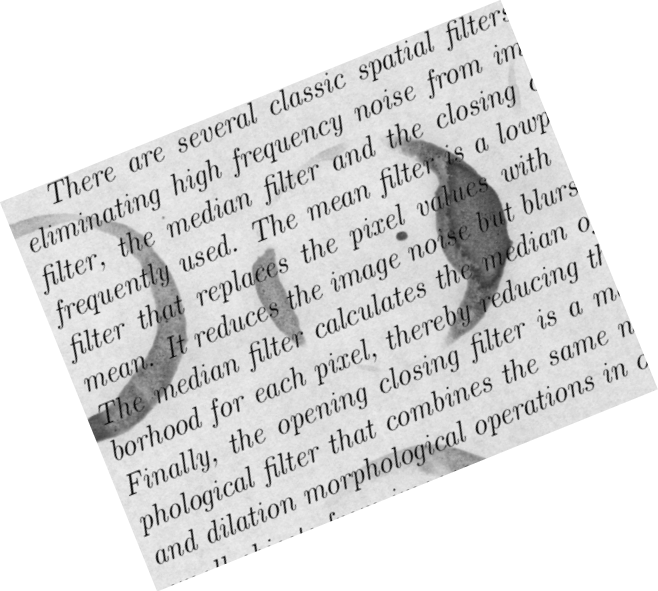 There are several classic spatial filters
eliminating high frequency noise from im
filter, the median filter and the closing
frequently used. The mean filter is a lowp
filter that replaces the pixel values with
mean. It reduces the image noise but blurs
The median filter calculates the median o
borhood for each pixel, thereby reducing th
Finally, the opening closing filter is a m
phological filter that combines the same n
and dilation morphological operations in